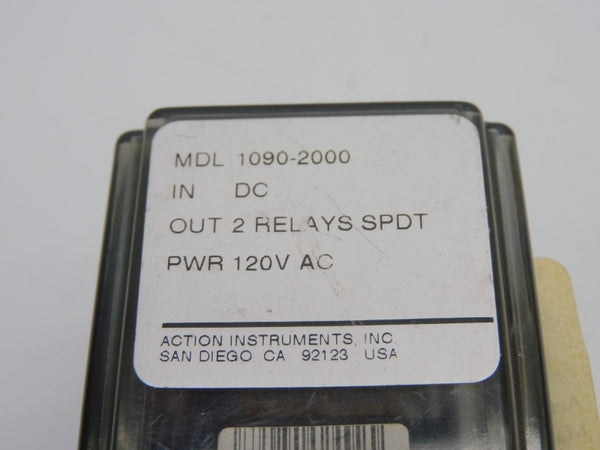 MDL 1090-2000
IN DC
OUT 2 RELAYS SPDT
PWR 120V AC
ACTION INSTRUMENTS, INC.
SAN DIEGO CA 92123 USA